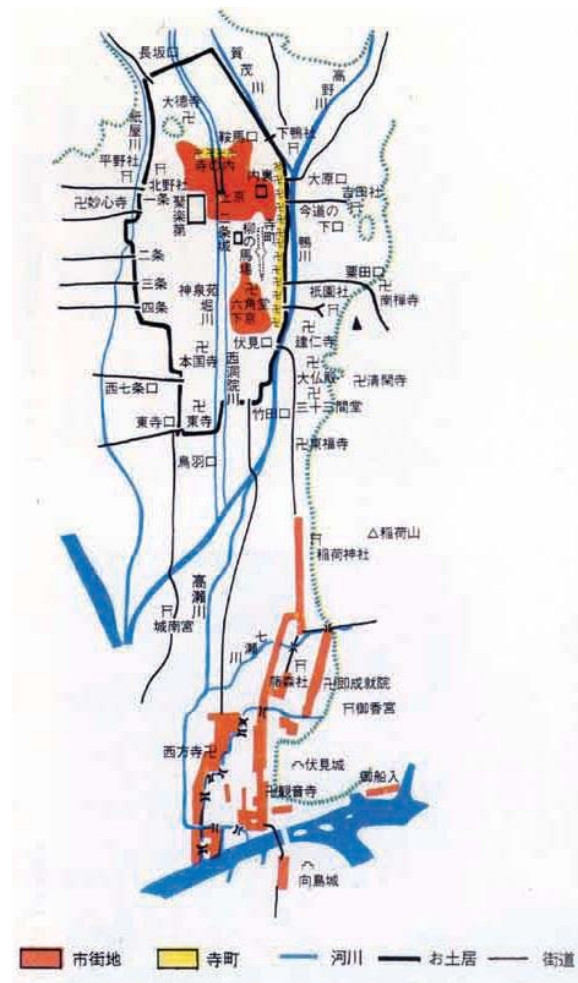 長坂口
賀茂川
高野川
大德寺
紙屋川
鞍馬口
下鴨社
平野社
寺の内
内裏
大原口
吉田社
北野社
上京
妙心寺
一条
聚楽第
二条城
今道の下口
寺町
柳の馬場
鴨川
二条
粟田口
三条
神泉苑
祇園社
南禅寺
四条
堀川
六角堂
下京
建仁寺
伏見口
本国寺
西洞院川
大仏殿
清閑寺
西七条口
三十三間堂
竹田口
東寺口
東寺
東福寺
鳥羽口
稲荷山
稲荷神社
高瀬川
城南宮
七瀬川
藤森社
即成就院
御香宮
西方寺
伏見城
御船入
観音寺
向島城
市街地
寺町
河川
お土居
街道